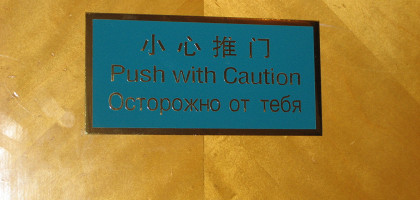 小心推门
Push with Caution
Осторожно от тебя